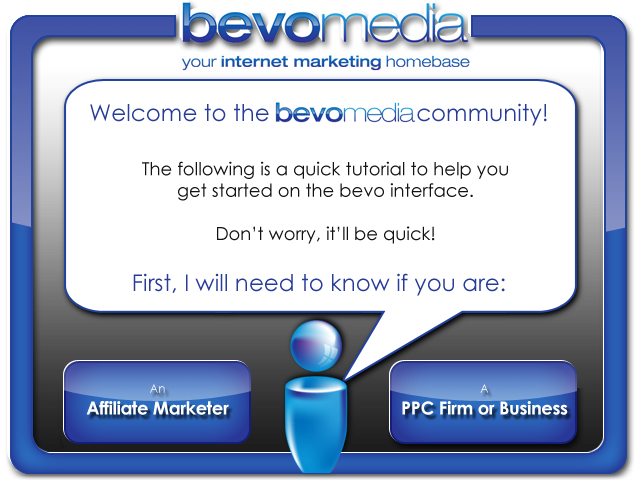 bevomedia
your internet marketing homebase
Welcome to the bevomedia community!
The following is a quick tutorial to help you
get started on the bevo interface.
Don't worry, it'll be quick!
First, I will need to know if you are:
An
Affiliate Marketer
A
PPC Firm or Business